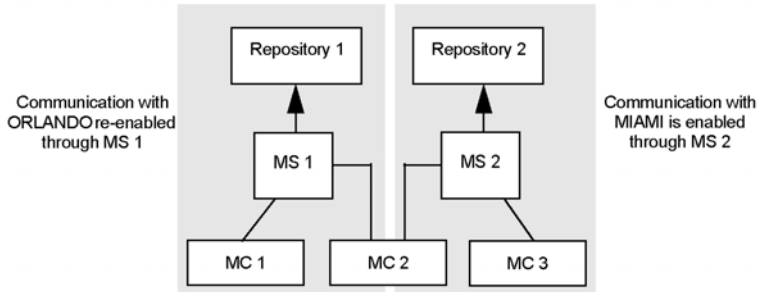 Repository 1
Repository 2
Communication with
ORLANDO re-enabled
through MS 1
Communication with
MIAMI is enabled
through MS 2
MS 1
MS 2
MC 1
MC 2
MC 3